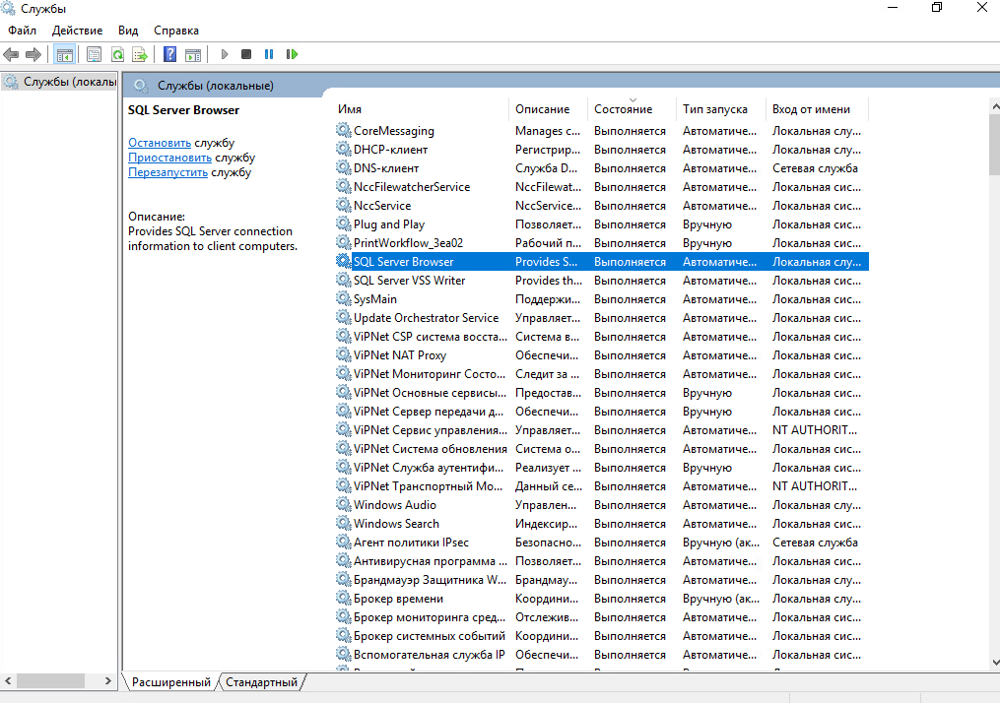 Службы
Файл Действие Вид Справка
Службы (локалы
Службы (локальные)
SQL Server Browser
Остановить службу
Приостановить службу
Перезапустить службу
Описание:
Provides SQL Server connection
information to client computers.
Имя Описание Состояние Тип запуска Вход от имени
CoreMessaging Manages c... Выполняется Автоматиче... Локальная слу...
DHCP-клиент Регистрир... Выполняется Автоматиче... Локальная слу...
DNS-клиент Служба D... Выполняется Автоматиче... Сетевая служба
NccFilewatcherService NccFilewat... Выполняется Автоматиче... Локальная сис...
NccService NccService... Выполняется Автоматиче... Локальная сис...
Plug and Play Позволяет... Выполняется Вручную Локальная сис...
PrintWorkflow_3ea02 Рабочий п... Выполняется Вручную Локальная сис...
SQL Server Browser Provides S... Выполняется Автоматиче... Локальная слу...
SQL Server VSS Writer Provides th... Выполняется Автоматиче... Локальная сис...
SysMain Поддержи... Выполняется Автоматиче... Локальная сис...
Update Orchestrator Service Управляет... Выполняется Автоматиче... Локальная сис...
ViPNet CSP система восста... Система в... Выполняется Автоматиче... Локальная сис...
ViPNet NAT Proxy Обеспечи... Выполняется Автоматиче... Локальная сис...
ViPNet Мониторинг Состо... Следит за ... Выполняется Автоматиче... Локальная сис...
ViPNet Основные сервисы... Предостав... Выполняется Вручную Локальная сис...
ViPNet Сервер передачи д... Обеспечи... Выполняется Вручную Локальная сис...
ViPNet Сервис управления... Управляет... Выполняется Автоматиче... NT AUTHORIT...
ViPNet Система обновления Система о... Выполняется Автоматиче... Локальная сис...
ViPNet Служба аутентифи... Реализует ... Выполняется Вручную Локальная сис...
ViPNet Транспортный Мо... Данный се... Выполняется Автоматиче... NT AUTHORIT...
Windows Audio Управлен... Выполняется Автоматиче... Локальная слу...
Windows Search Индексир... Выполняется Автоматиче... Локальная сис...
Агент политики IPsec Безопасно... Выполняется Вручную (ак... Сетевая служба
Антивирусная программа ... Позволяет... Выполняется Автоматиче... Локальная сис...
Брандмауэр Защитника W... Брандмау... Выполняется Автоматиче... Локальная слу...
Брокер времени Координи... Выполняется Вручную (ак... Локальная слу...
Брокер мониторинга сред... Отслежив... Выполняется Автоматиче... Локальная сис...
Брокер системных событий Координи... Выполняется Автоматиче... Локальная сис...
Вспомогательная служба IP Обеспечи... Выполняется Автоматиче... Локальная сис...
Расширенный Стандартный